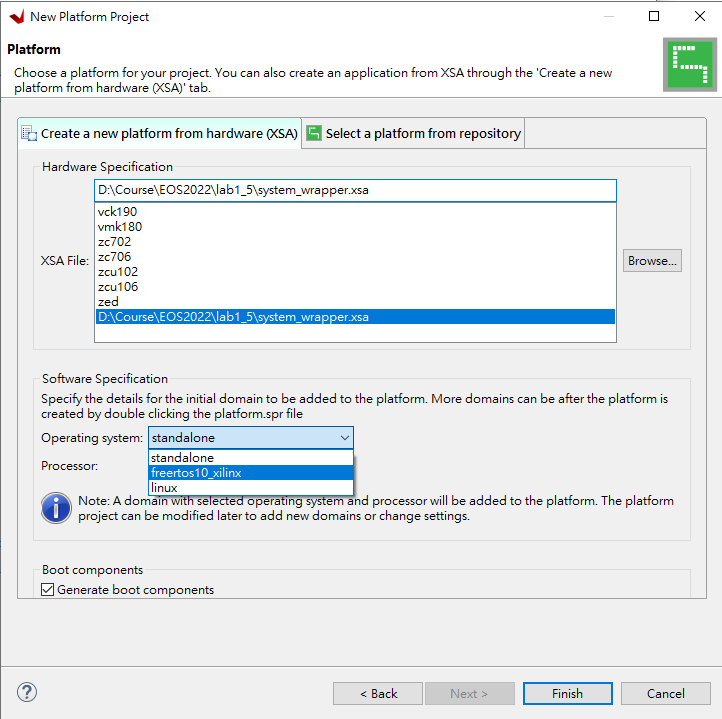 New Platform Project
Platform
Choose a platform for your project. You can also create an application from XSA through the 'Create a new
platform from hardware (XSA)' tab.
Create a new platform from hardware (XSA)
Select a platform from repository
Hardware Specification
D:\Course\EOS2022\lab1_5\system_wrapper.xsa
vck190
vmk180
zc702
zc706
zcu102
zcu106
zed
D:\Course\EOS2022\lab1_5\system_wrapper.xsa
XSA File:
Browse...
Software Specification
Specify the details for the initial domain to be added to the platform. More domains can be after the platform is
created by double clicking the platform.spr file
Operating system: standalone
standalone
Processor:
freertos10_xilinx
linux
Note: A domain with selected operating system and processor will be added to the platform. The platform
project can be modified later to add new domains or change settings.
Boot components
Generate boot components
< Back
Next >
Finish
Cancel